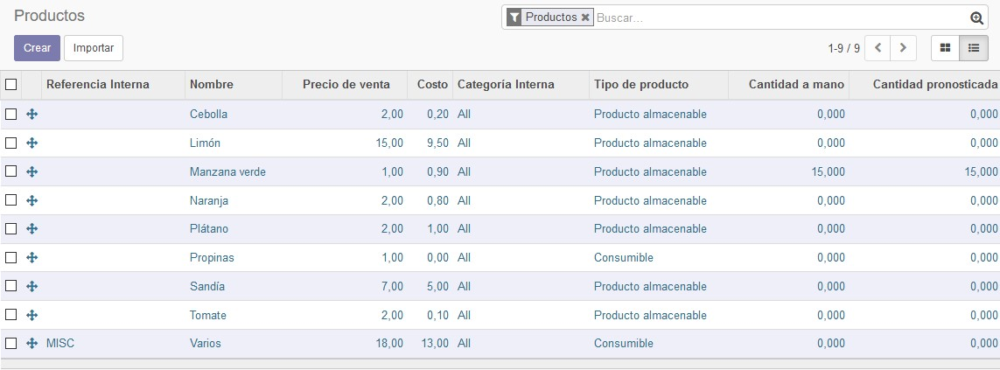 Productos
Productos ✖ Buscar...
Crear Importar
1-9 / 9
Referencia Interna Nombre Precio de venta Costo Categoría Interna Tipo de producto Cantidad a mano Cantidad pronosticada
Cebolla 2,00 0,20 All Producto almacenable 0,000 0,000
Limón 15,00 9,50 All Producto almacenable 0,000 0,000
Manzana verde 1,00 0,90 All Producto almacenable 15,000 15,000
Naranja 2,00 0,80 All Producto almacenable 0,000 0,000
Plátano 2,00 1,00 All Producto almacenable 0,000 0,000
Propinas 1,00 0,00 All Consumible 0,000 0,000
Sandía 7,00 5,00 All Producto almacenable 0,000 0,000
Tomate 2,00 0,10 All Producto almacenable 0,000 0,000
MISC Varios 18,00 13,00 All Consumible 0,000 0,000